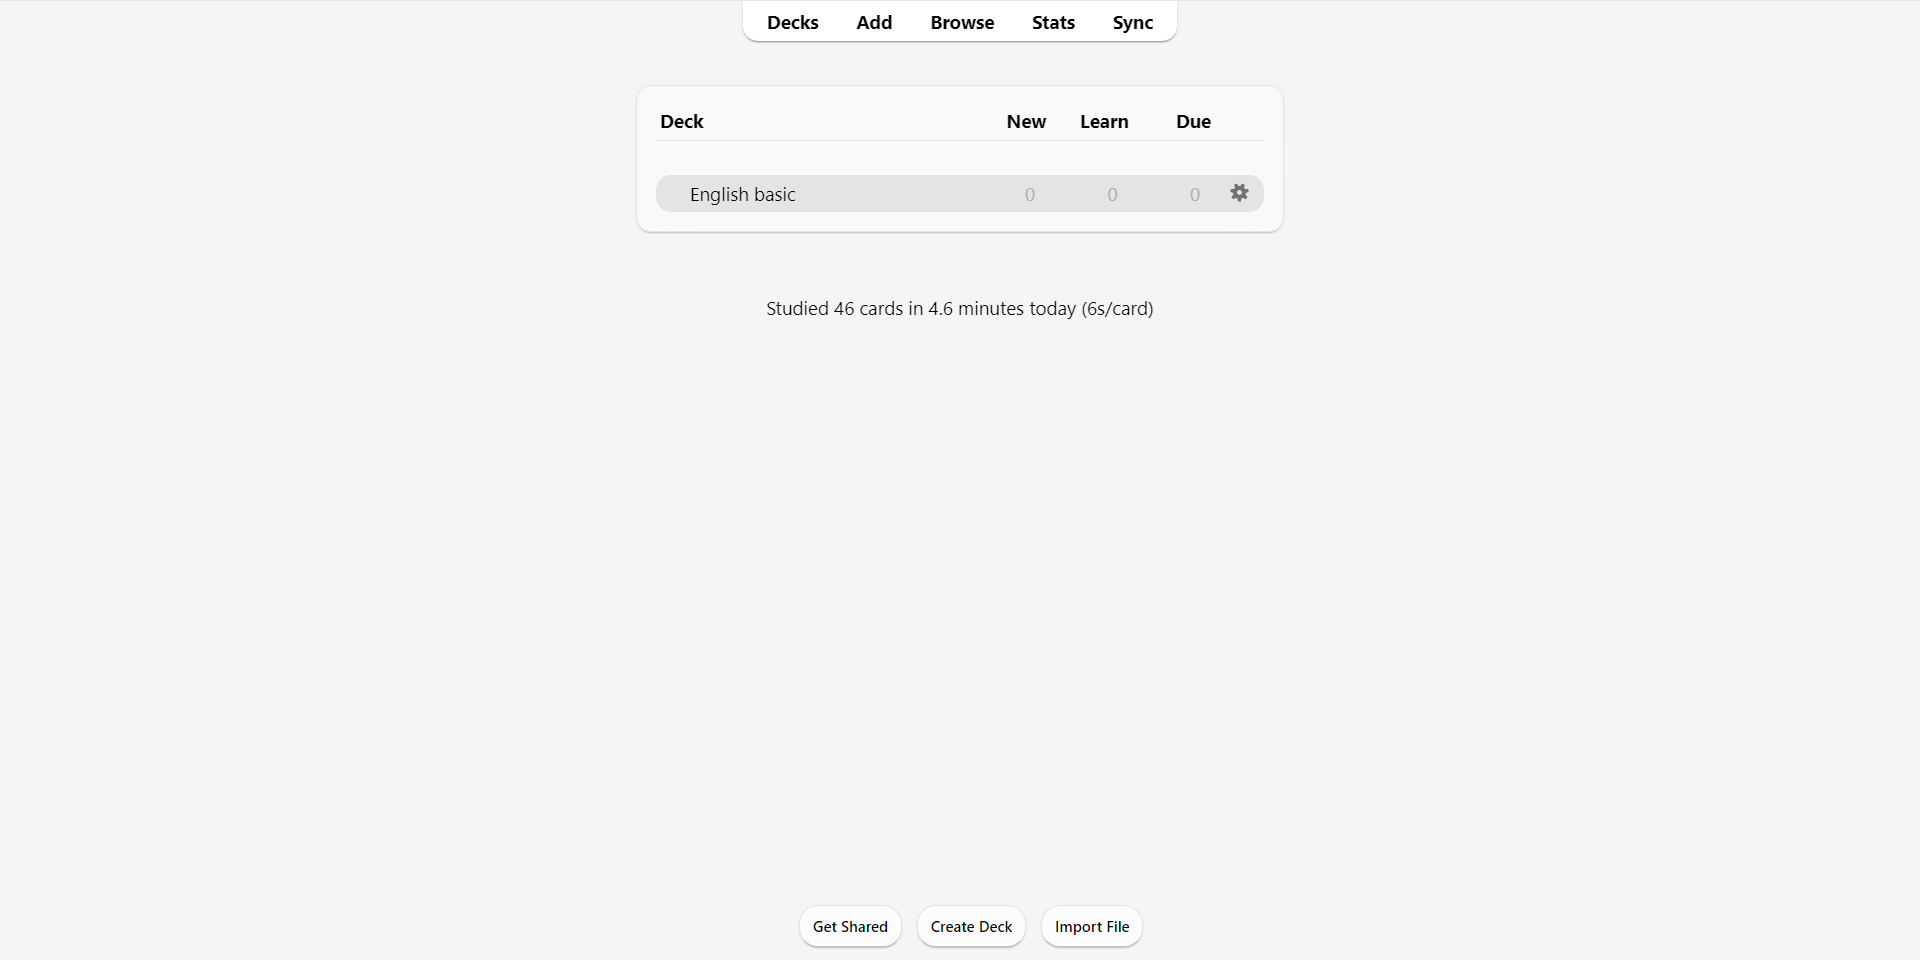 Decks Add Browse Stats Sync
Deck New Learn Due
English basic 0 0 0
Studied 46 cards in 4.6 minutes today (6s/card)
Get Shared Create Deck Import File